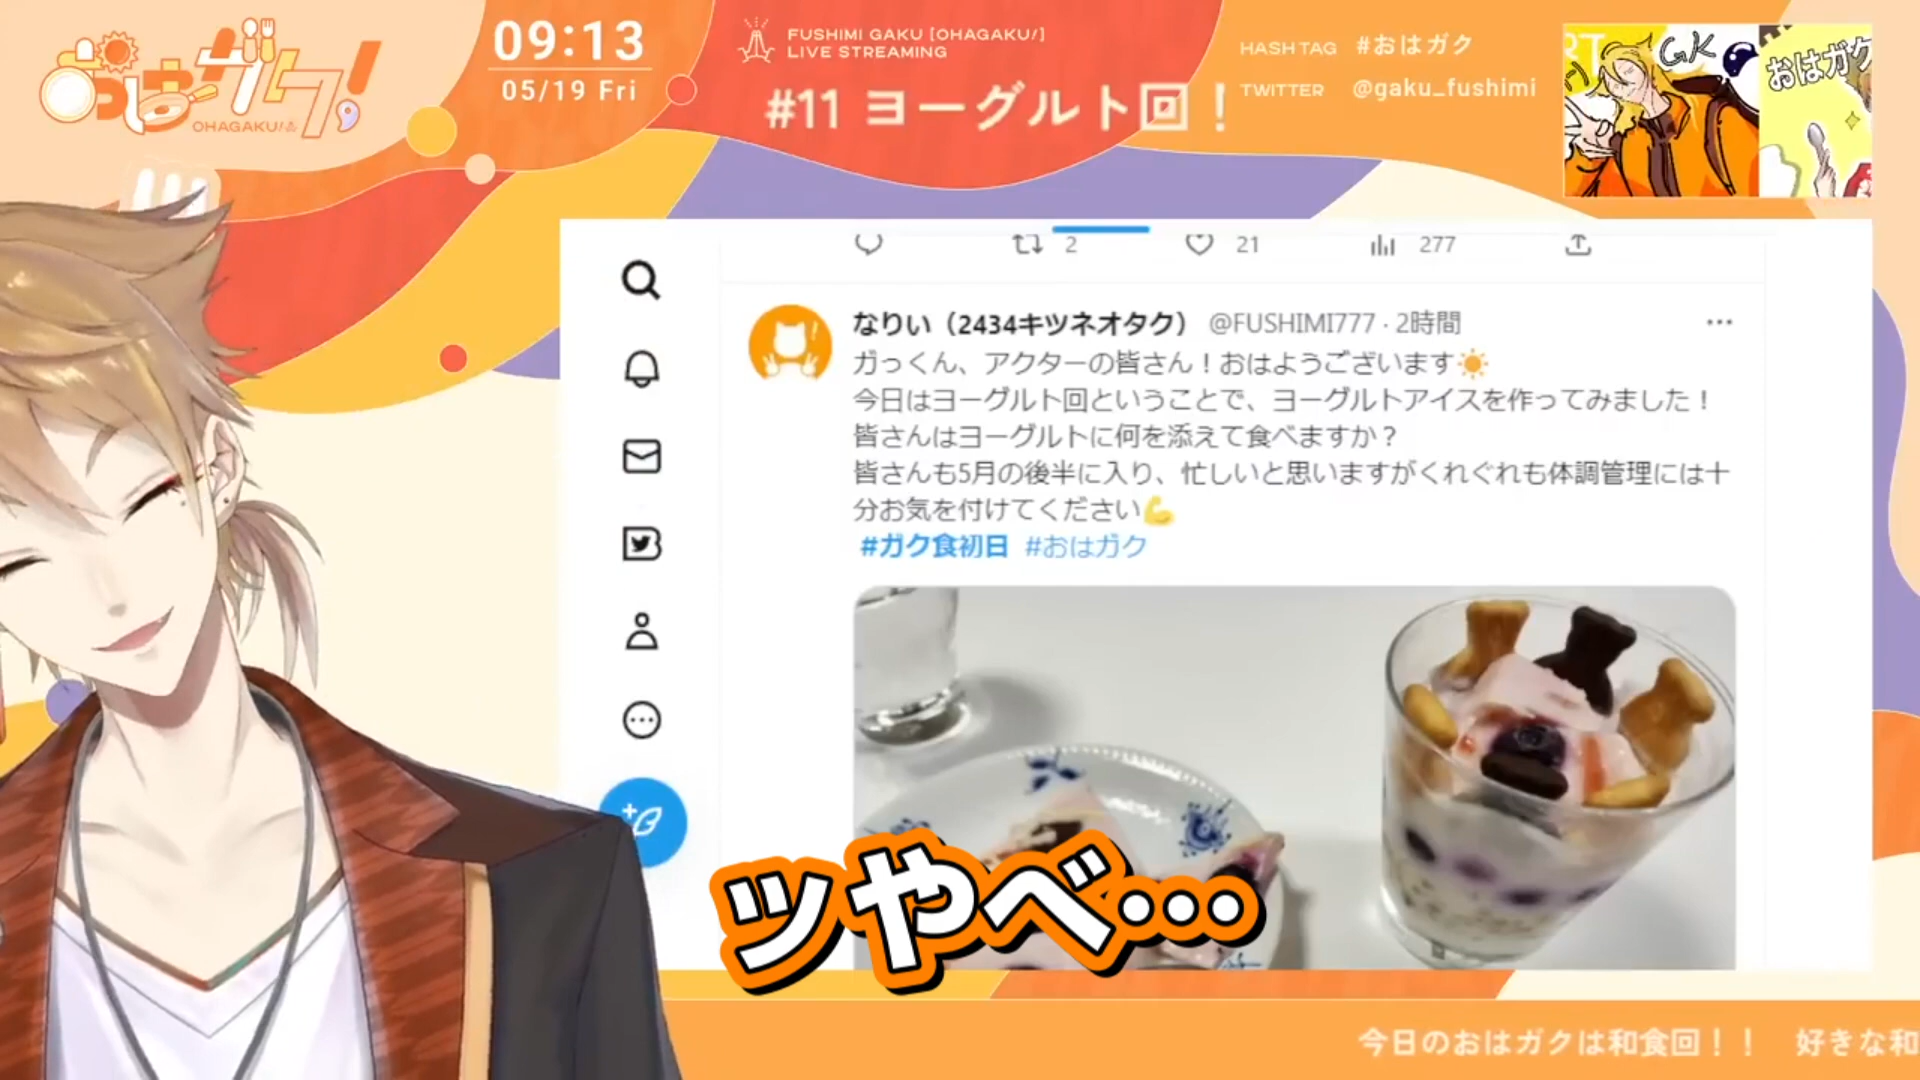 おはガク!
OHAGAKU!
09:13
05/19 Fri
FUSHIMI GAKU [OHAGAKU!]
LIVE STREAMING
#11 ヨーグルト回！
HASH TAG #おはガク
TWITTER @gaku_fushimi
GK
おはガク
2 21 277
なりい（2434キツネオタク） @FUSHIMI777 · 2時間
ガっくん、アクターの皆さん！おはようございます☀
今日はヨーグルト回ということで、ヨーグルトアイスを作ってみました！
皆さんはヨーグルトに何を添えて食べますか？
皆さんも5月の後半に入り、忙しいと思いますがくれぐれも体調管理には十
分お気を付けてください💪
#ガク食初日 #おはガク
ッやべ…
今日のおはガクは和食回！！ 好きな和